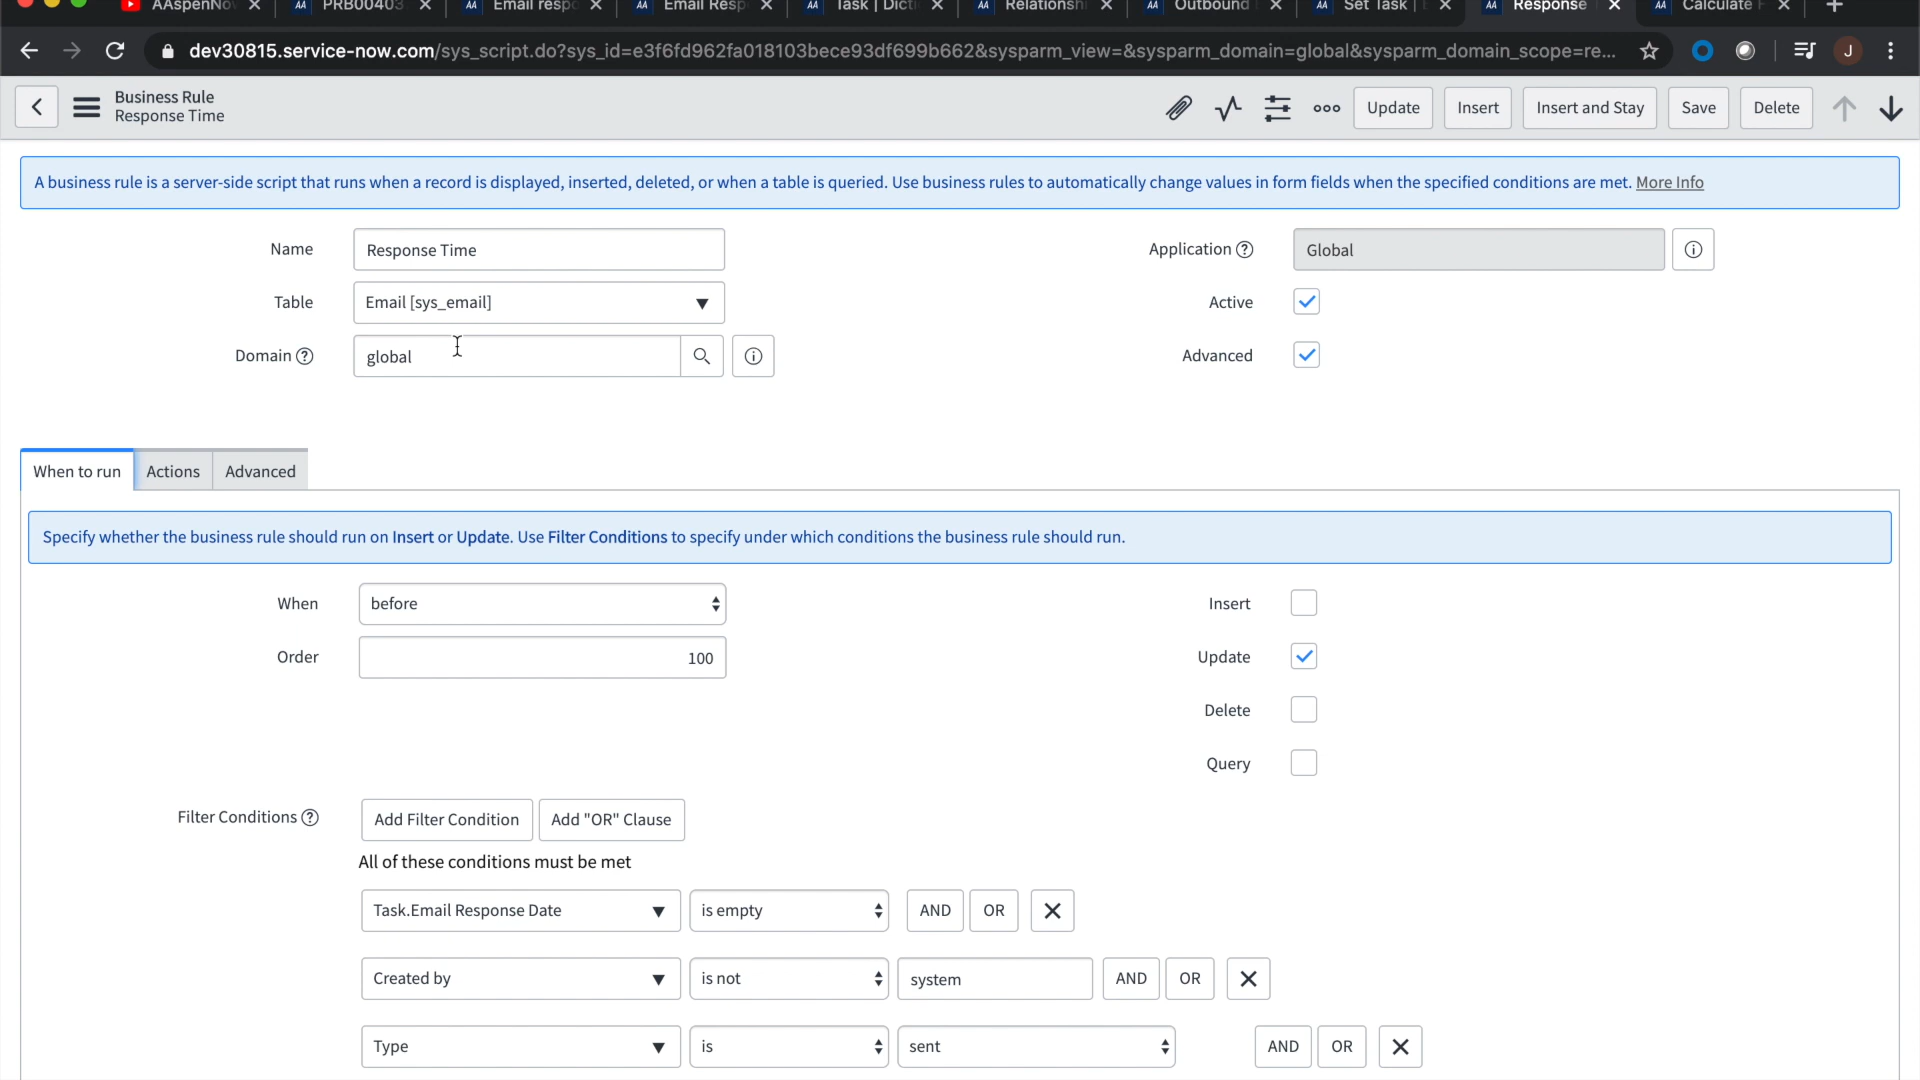 AAspenNo
PRB00403
Email respo
Email Resp
Task | Dicti
Relationshi
Outbound
Set Task |
Response
Calculate
dev30815.service-now.com/sys_script.do?sys_id=e3f6fd962fa018103bece93df699b662&sysparm_view=&sysparm_domain=global&sysparm_domain_scope=re...
J
Business Rule
Response Time
Update
Insert
Insert and Stay
Save
Delete
A business rule is a server-side script that runs when a record is displayed, inserted, deleted, or when a table is queried. Use business rules to automatically change values in form fields when the specified conditions are met. More Info
Name
Response Time
Application
Global
Table
Email [sys_email]
Active
Domain
global
Advanced
When to run
Actions
Advanced
Specify whether the business rule should run on Insert or Update. Use Filter Conditions to specify under which conditions the business rule should run.
When
before
Insert
Order
100
Update
Delete
Query
Filter Conditions
Add Filter Condition
Add "OR" Clause
All of these conditions must be met
Task.Email Response Date
is empty
AND
OR
Created by
is not
system
AND
OR
Type
is
sent
AND
OR